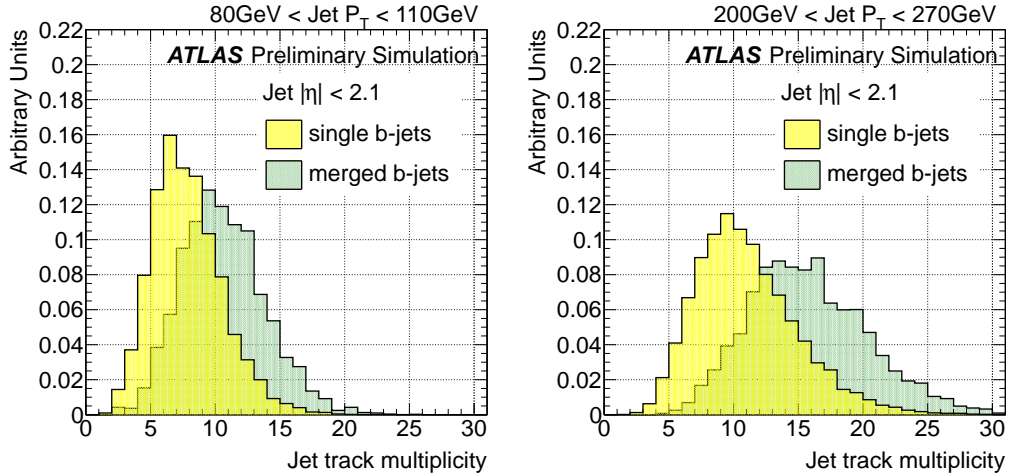 80GeV < Jet P_T < 110GeV
Arbitrary Units
0.22
0.2
0.18
0.16
0.14
0.12
0.1
0.08
0.06
0.04
0.02
0
ATLAS Preliminary Simulation
Jet |η| < 2.1
single b-jets
merged b-jets
0 5 10 15 20 25 30
Jet track multiplicity
200GeV < Jet P_T < 270GeV
Arbitrary Units
0.22
0.2
0.18
0.16
0.14
0.12
0.1
0.08
0.06
0.04
0.02
0
ATLAS Preliminary Simulation
Jet |η| < 2.1
single b-jets
merged b-jets
0 5 10 15 20 25 30
Jet track multiplicity